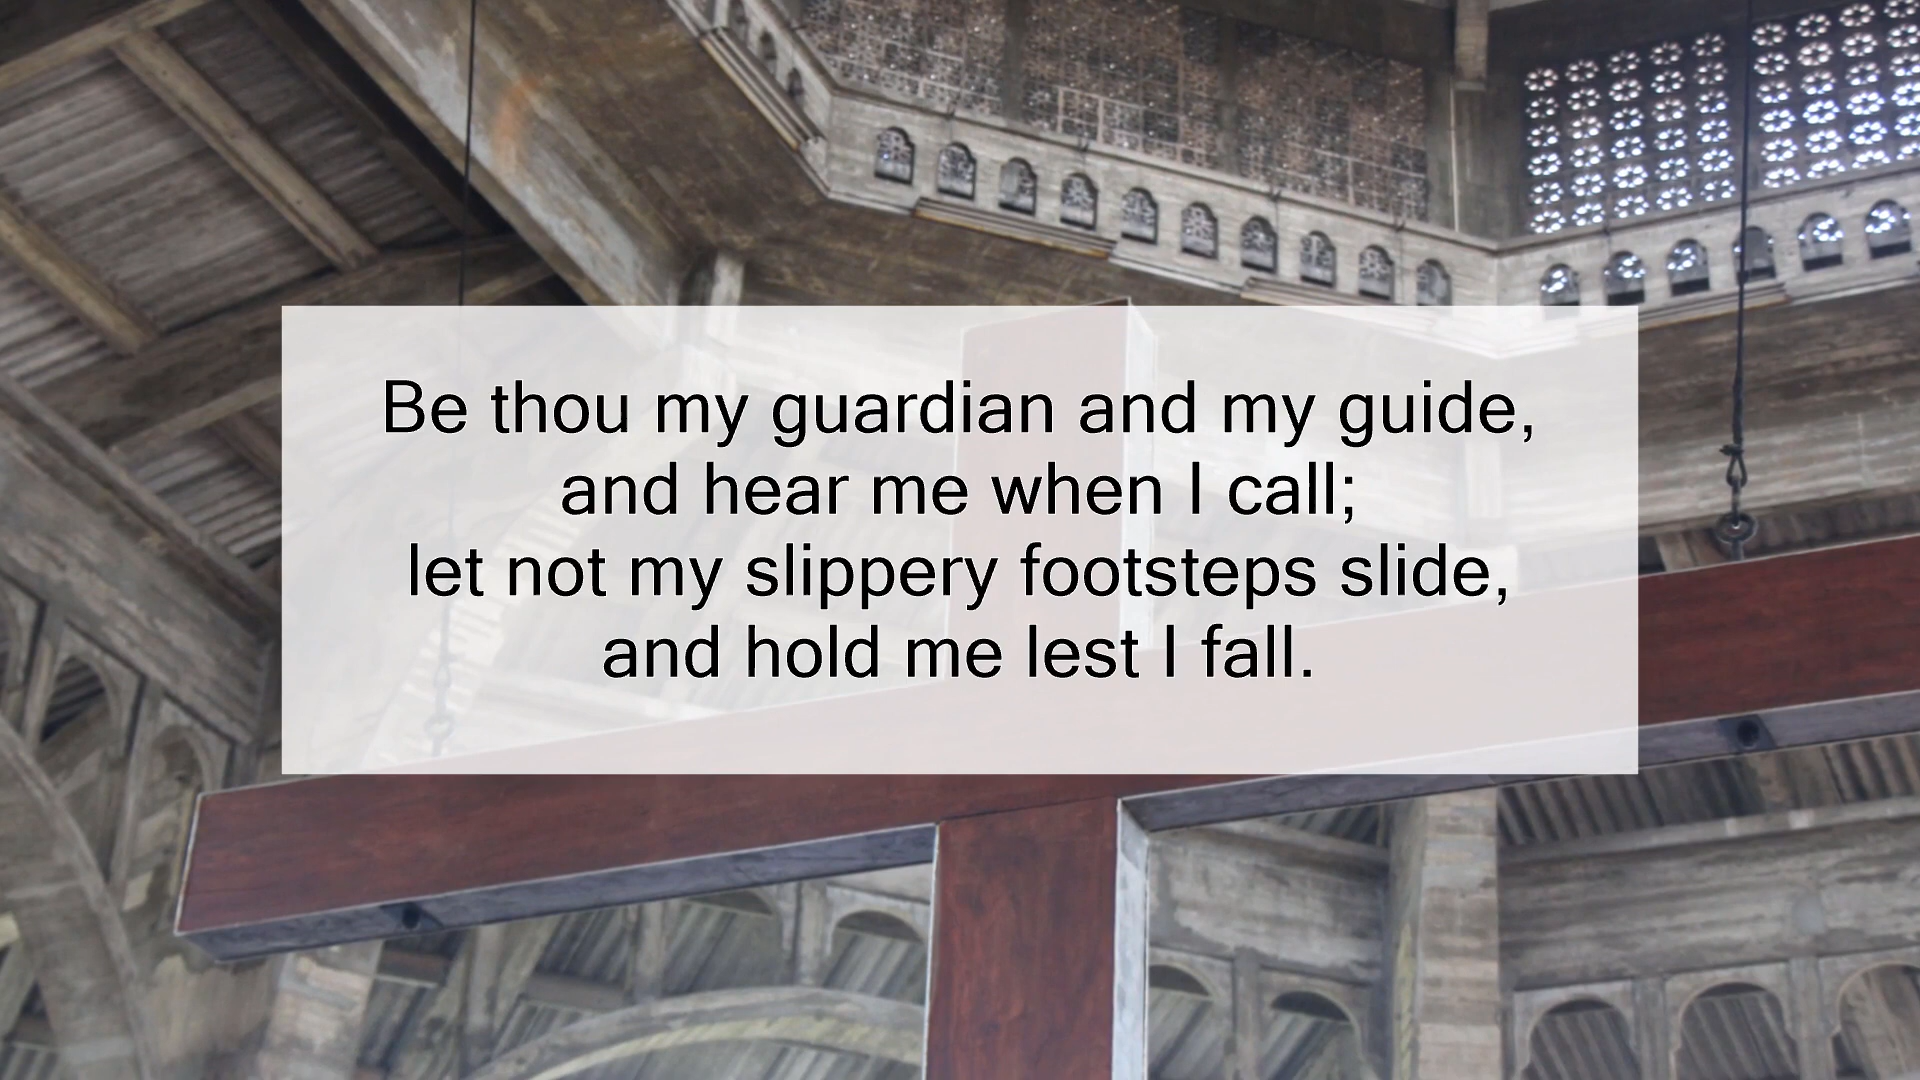 Be thou my guardian and my guide,
and hear me when I call;
let not my slippery footsteps slide,
and hold me lest I fall.